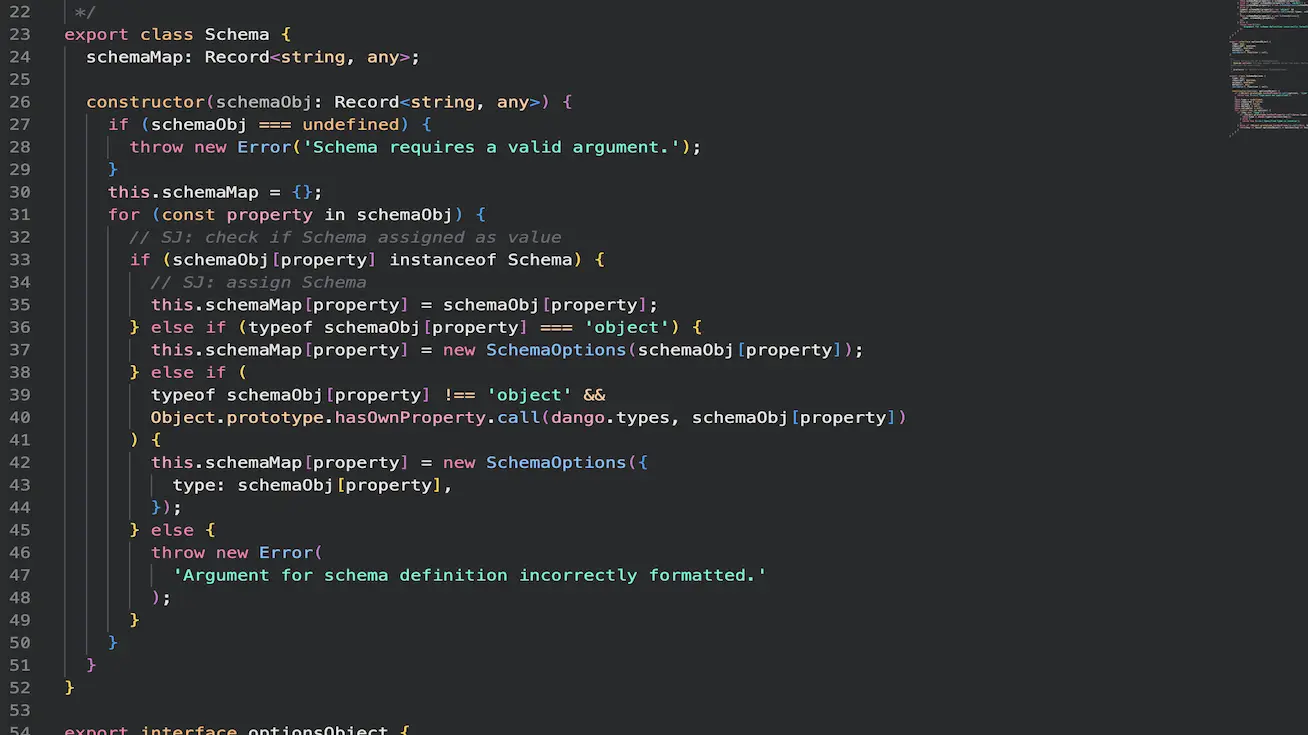 22 */
23 export class Schema {
24 schemaMap: Record<string, any>;
25
26 constructor(schemaObj: Record<string, any>) {
27 if (schemaObj === undefined) {
28 throw new Error('Schema requires a valid argument.');
29 }
30 this.schemaMap = {};
31 for (const property in schemaObj) {
32 // SJ: check if Schema assigned as value
33 if (schemaObj[property] instanceof Schema) {
34 // SJ: assign Schema
35 this.schemaMap[property] = schemaObj[property];
36 } else if (typeof schemaObj[property] === 'object') {
37 this.schemaMap[property] = new SchemaOptions(schemaObj[property]);
38 } else if (
39 typeof schemaObj[property] !== 'object' &&
40 Object.prototype.hasOwnProperty.call(dango.types, schemaObj[property])
41 ) {
42 this.schemaMap[property] = new SchemaOptions({
43 type: schemaObj[property],
44 });
45 } else {
46 throw new Error(
47 'Argument for schema definition incorrectly formatted.'
48 );
49 }
50 }
51 }
52 }
53
54 export interface optionsObject {